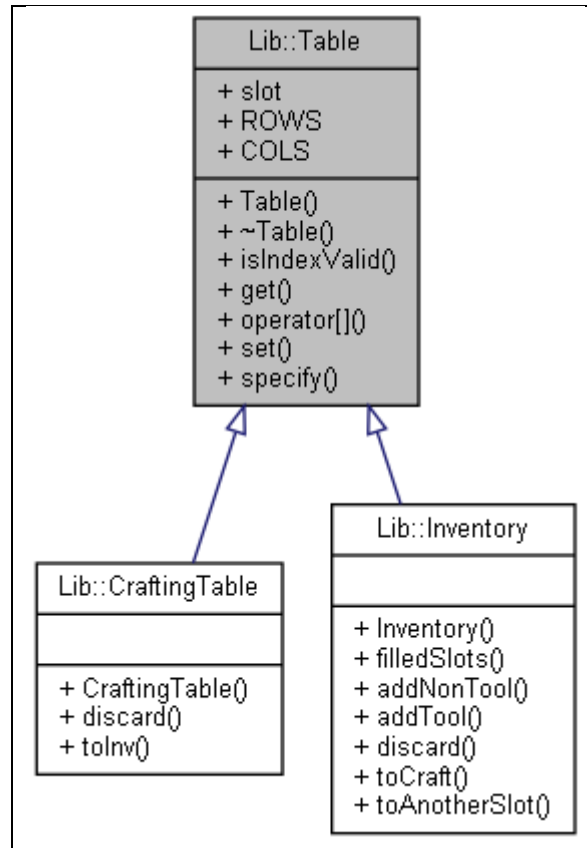 Lib::Table
+ slot
+ ROWS
+ COLS
+ Table()
+ ~Table()
+ isIndexValid()
+ get()
+ operator[]()
+ set()
+ specify()
Lib::CraftingTable
+ CraftingTable()
+ discard()
+ toInv()
Lib::Inventory
+ Inventory()
+ filledSlots()
+ addNonTool()
+ addTool()
+ discard()
+ toCraft()
+ toAnotherSlot()